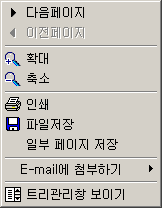 다음페이지
이전페이지
확대
축소
인쇄
파일저장
일부 페이지 저장
E-mail에 첨부하기
트리관리창 보이기